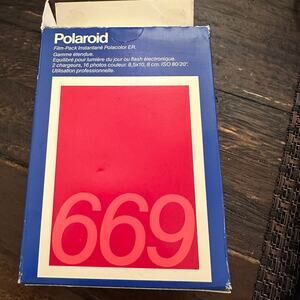 Polaroid
Film-Pack Instantané Polacolor ER.
Gamme étendue.
Equilibré pour lumière du jour ou flash électronique.
2 chargeurs, 16 photos couleur. 8,5x10, 8 cm. ISO 80/20°.
Utilisation professionnelle.
669